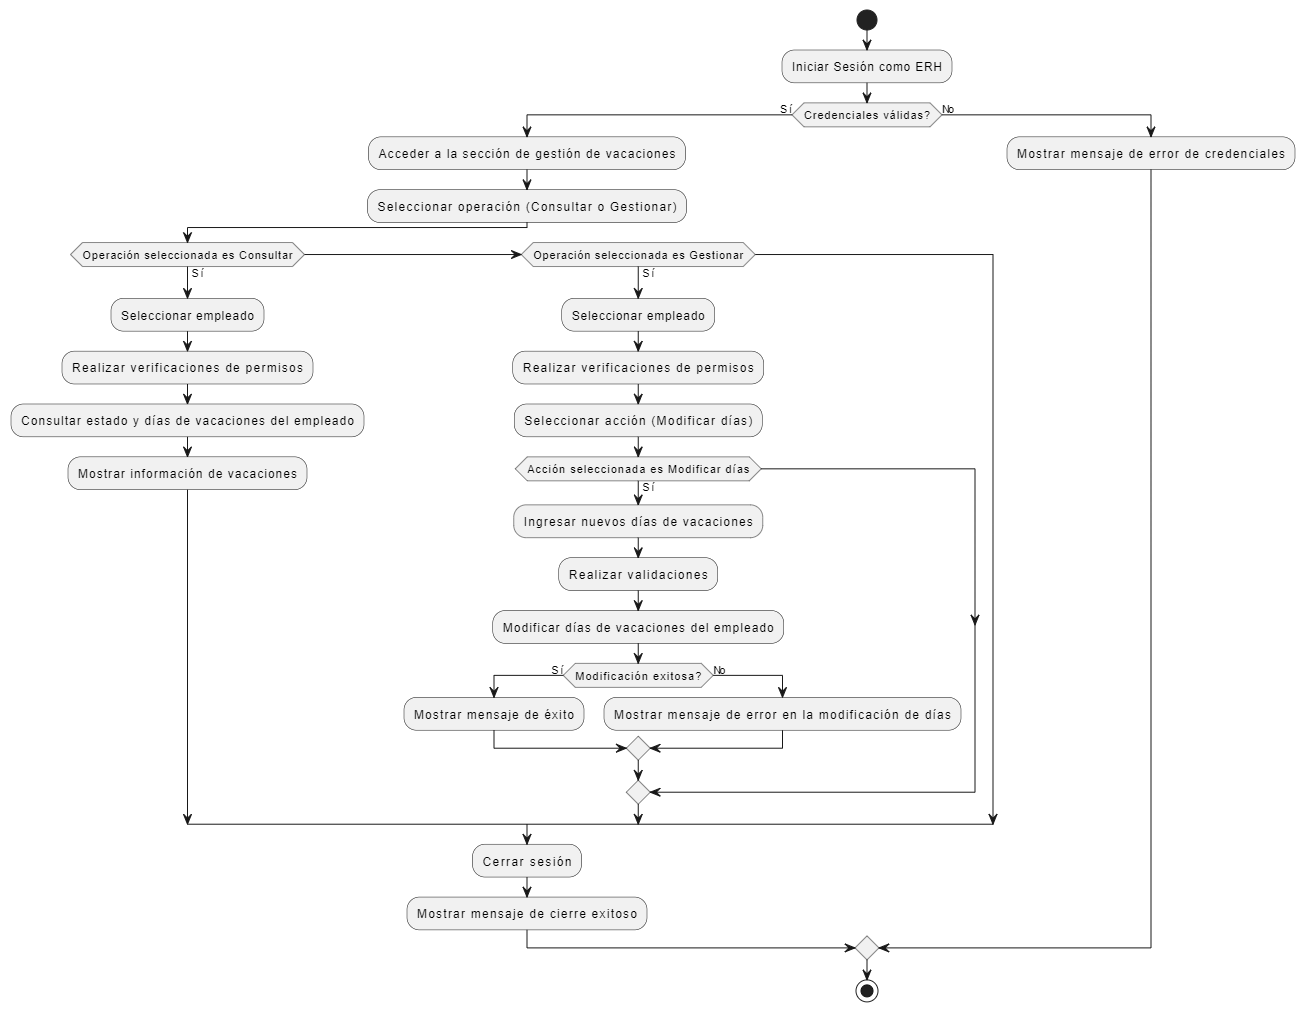 Iniciar Sesión como ERH
Sí
Credenciales válidas?
No
Acceder a la sección de gestión de vacaciones
Mostrar mensaje de error de credenciales
Seleccionar operación (Consultar o Gestionar)
Operación seleccionada es Consultar
Operación seleccionada es Gestionar
Sí
Sí
Seleccionar empleado
Seleccionar empleado
Realizar verificaciones de permisos
Realizar verificaciones de permisos
Consultar estado y días de vacaciones del empleado
Seleccionar acción (Modificar días)
Mostrar información de vacaciones
Acción seleccionada es Modificar días
Sí
Ingresar nuevos días de vacaciones
Realizar validaciones
Modificar días de vacaciones del empleado
Sí
Modificación exitosa?
No
Mostrar mensaje de éxito
Mostrar mensaje de error en la modificación de días
Cerrar sesión
Mostrar mensaje de cierre exitoso